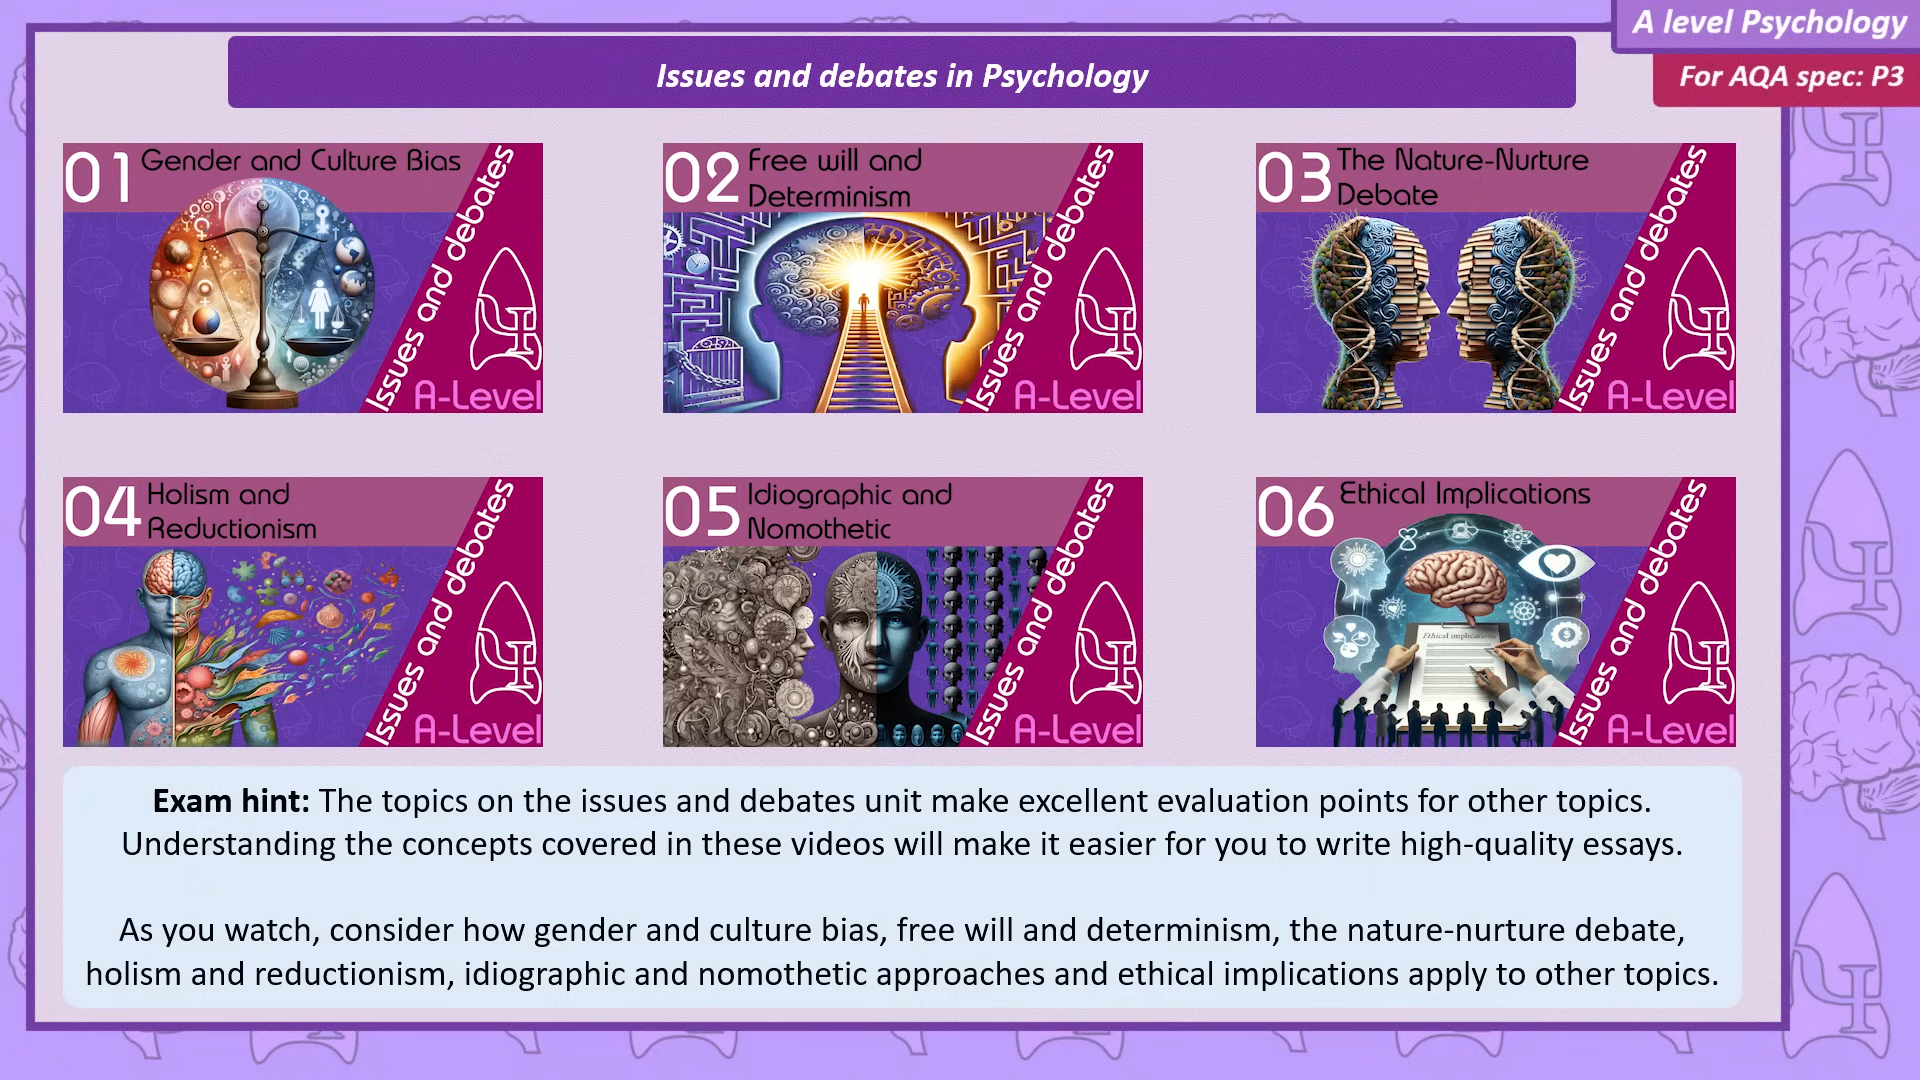 A level Psychology
For AQA spec: P3
Issues and debates in Psychology
01 Gender and Culture Bias
Issues and debates
A-Level
02 Free will and
Determinism
Issues and debates
A-Level
03 The Nature-Nurture
Debate
Issues and debates
A-Level
04 Holism and
Reductionism
Issues and debates
A-Level
05 Idiographic and
Nomothetic
Issues and debates
A-Level
06 Ethical Implications
Ethical implications
Issues and debates
A-Level
Exam hint: The topics on the issues and debates unit make excellent evaluation points for other topics.
Understanding the concepts covered in these videos will make it easier for you to write high-quality essays.
As you watch, consider how gender and culture bias, free will and determinism, the nature-nurture debate,
holism and reductionism, idiographic and nomothetic approaches and ethical implications apply to other topics.